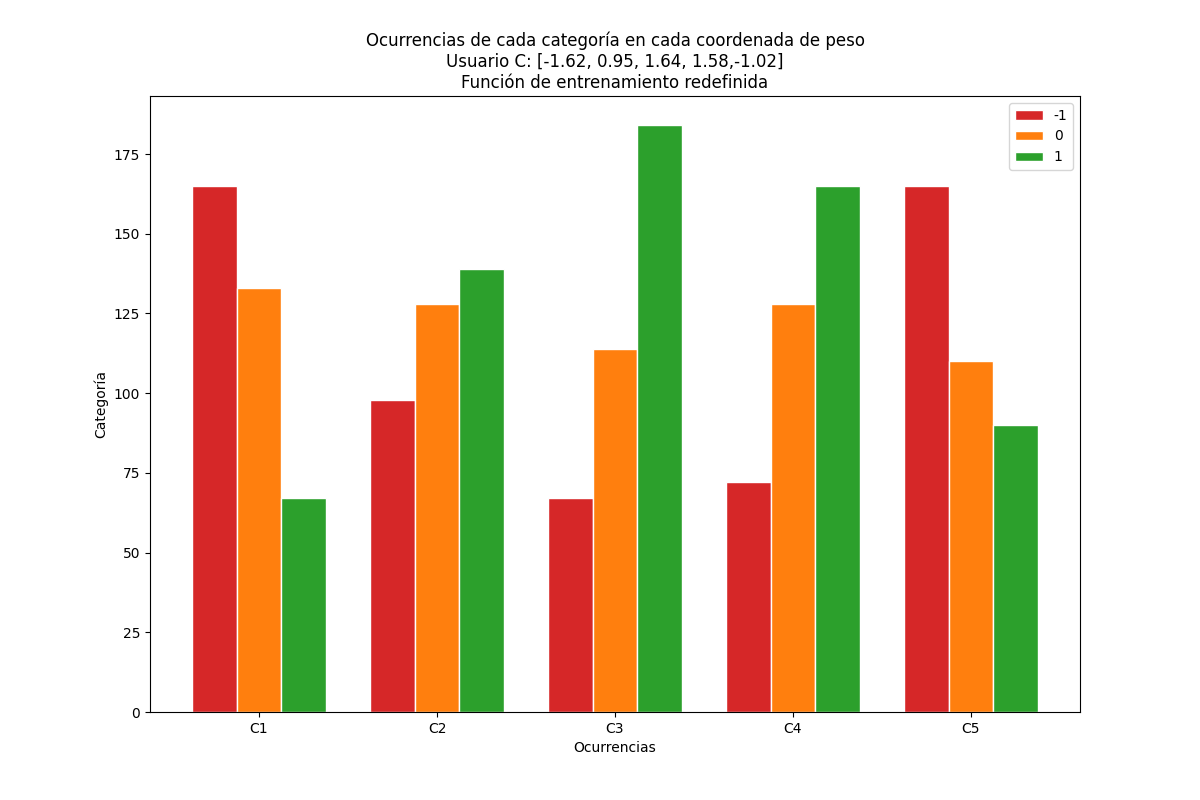 Ocurrencias de cada categoría en cada coordenada de peso
Usuario C: [-1.62, 0.95, 1.64, 1.58,-1.02]
Función de entrenamiento redefinida
-1
0
1
175
150
125
100
75
50
25
0
Categoría
C1 C2 C3 C4 C5
Ocurrencias